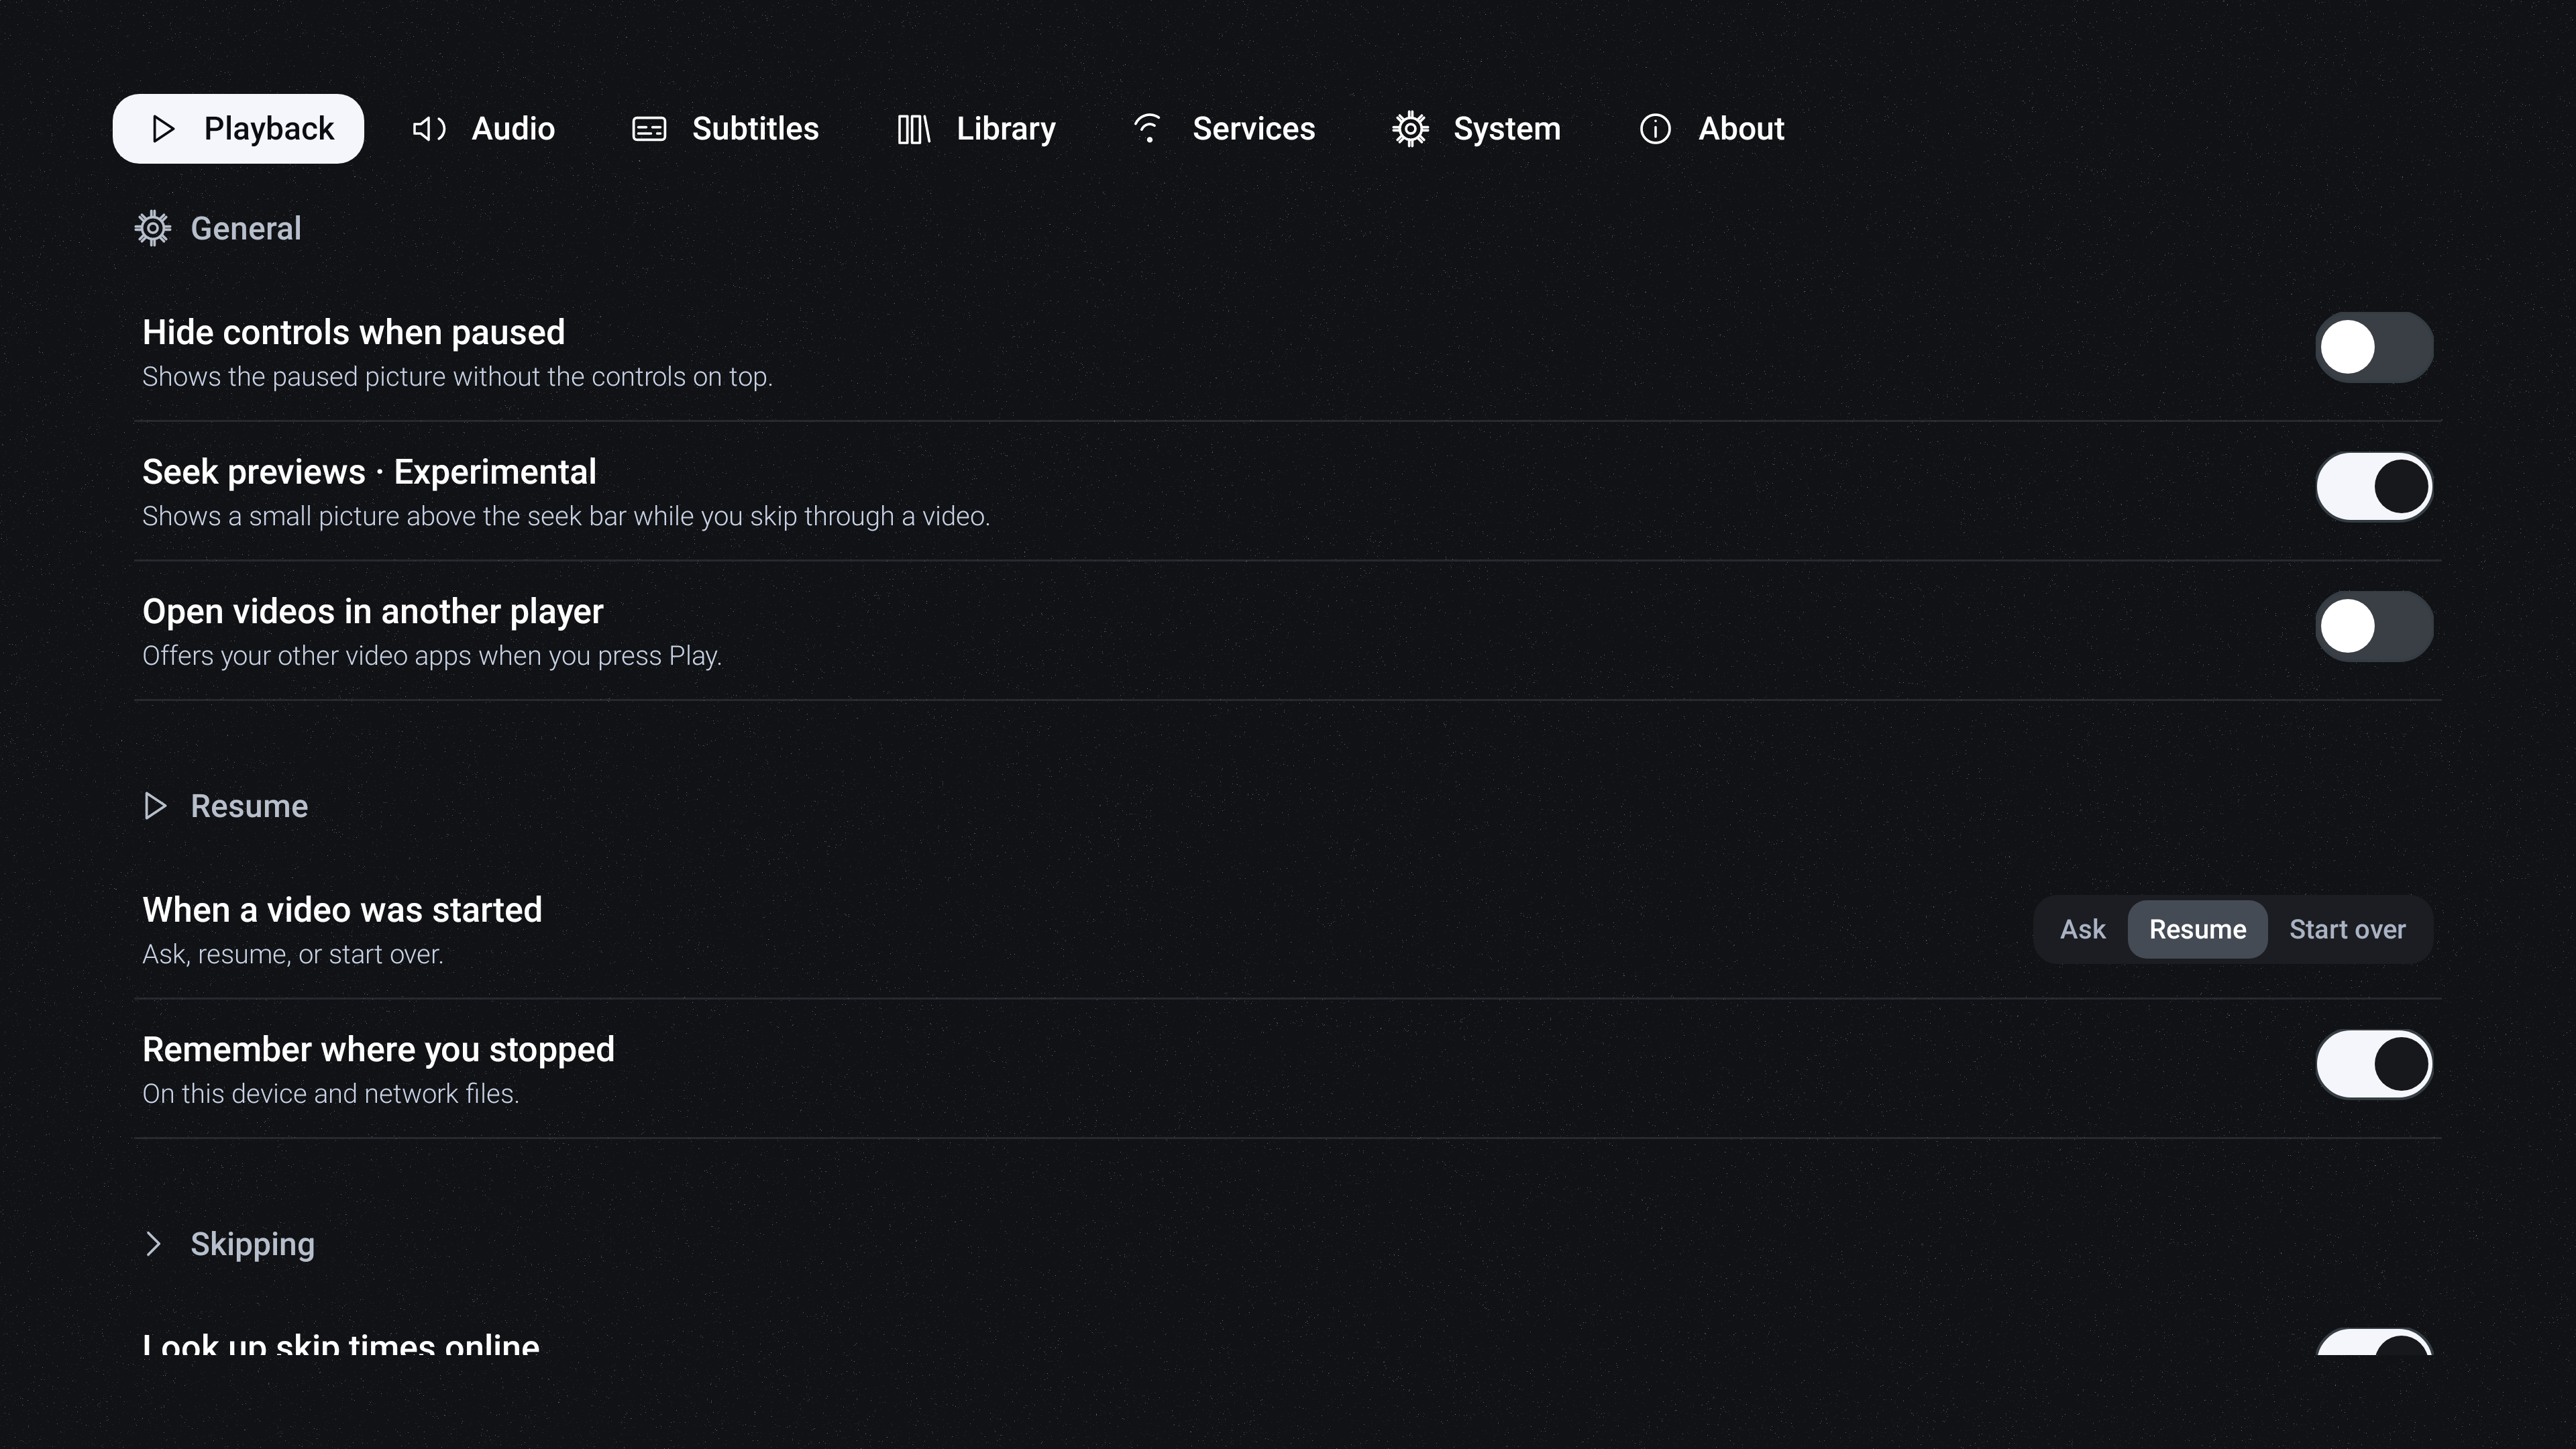 Playback
Audio
Subtitles
Library
Services
System
About
General
Hide controls when paused
Shows the paused picture without the controls on top.
Seek previews · Experimental
Shows a small picture above the seek bar while you skip through a video.
Open videos in another player
Offers your other video apps when you press Play.
Resume
When a video was started
Ask, resume, or start over.
Ask
Resume
Start over
Remember where you stopped
On this device and network files.
Skipping
Look up skip times online